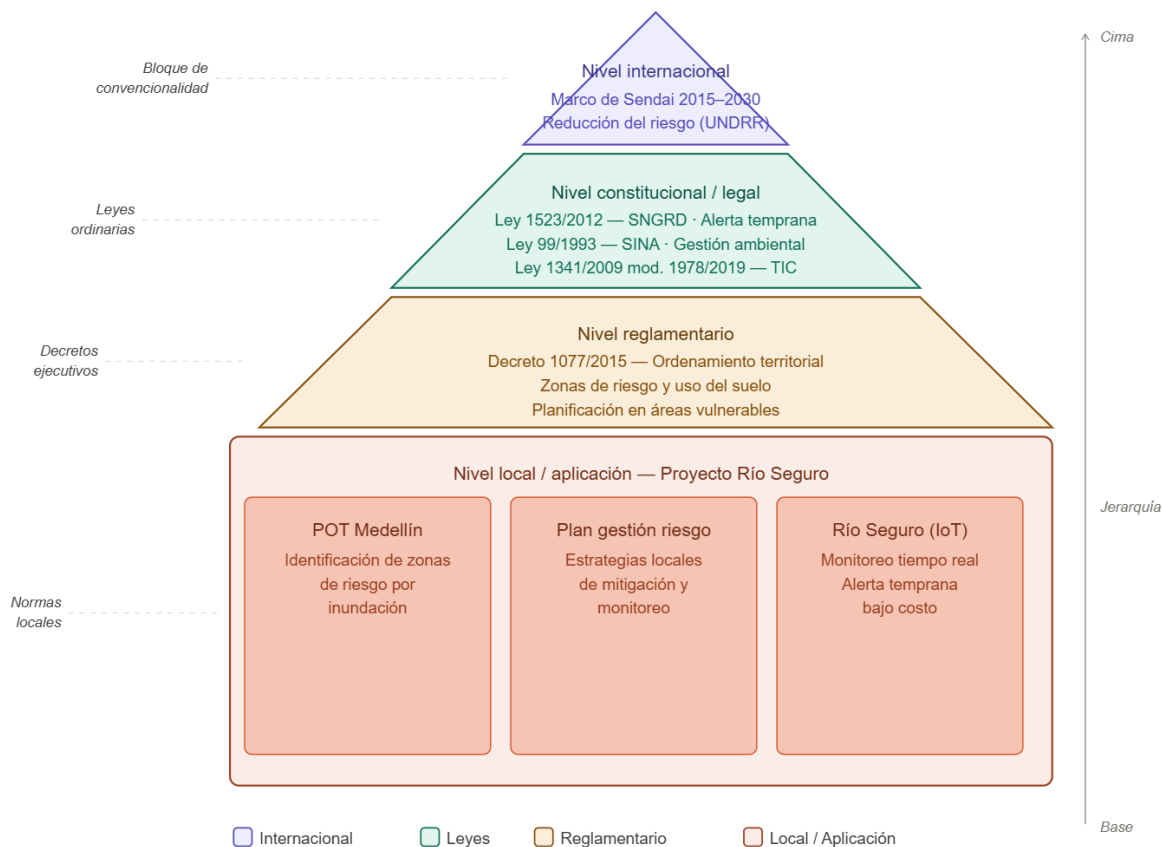 Cima
Bloque de
convencionalidad
Nivel internacional
Marco de Sendai 2015–2030
Reducción del riesgo (UNDRR)
Leyes
ordinarias
Nivel constitucional / legal
Ley 1523/2012 — SNGRD · Alerta temprana
Ley 99/1993 — SINA · Gestión ambiental
Ley 1341/2009 mod. 1978/2019 — TIC
Decretos
ejecutivos
Nivel reglamentario
Decreto 1077/2015 — Ordenamiento territorial
Zonas de riesgo y uso del suelo
Planificación en áreas vulnerables
Jerarquía
Normas
locales
Nivel local / aplicación — Proyecto Río Seguro
POT Medellín
Identificación de zonas
de riesgo por
inundación
Plan gestión riesgo
Estrategias locales
de mitigación y
monitoreo
Río Seguro (IoT)
Monitoreo tiempo real
Alerta temprana
bajo costo
Base
Internacional
Leyes
Reglamentario
Local / Aplicación